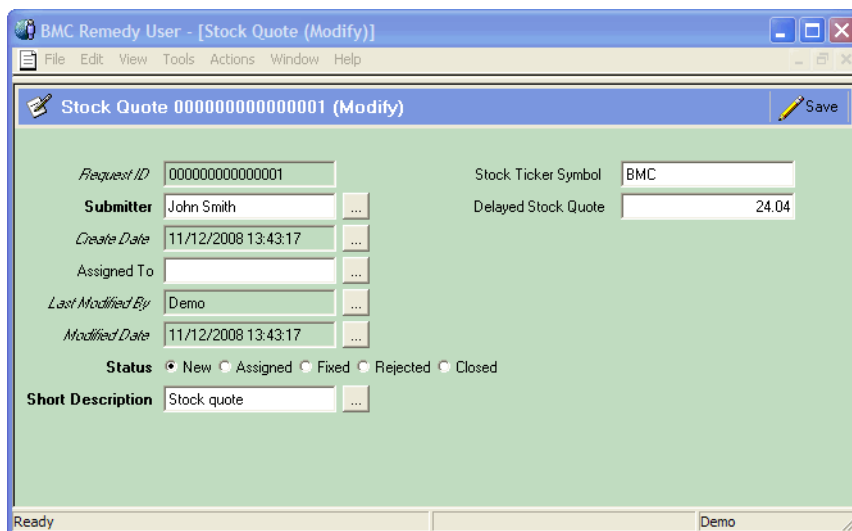 BMC Remedy User - [Stock Quote (Modify)]
File Edit View Tools Actions Window Help
Stock Quote 000000000000001 (Modify) Save
Request ID 000000000000001 Stock Ticker Symbol BMC
Submitter John Smith ... Delayed Stock Quote 24.04
Create Date 11/12/2008 13:43:17 ...
Assigned To ...
Last Modified By Demo ...
Modified Date 11/12/2008 13:43:17 ...
Status New Assigned Fixed Rejected Closed
Short Description Stock quote ...
Ready Demo